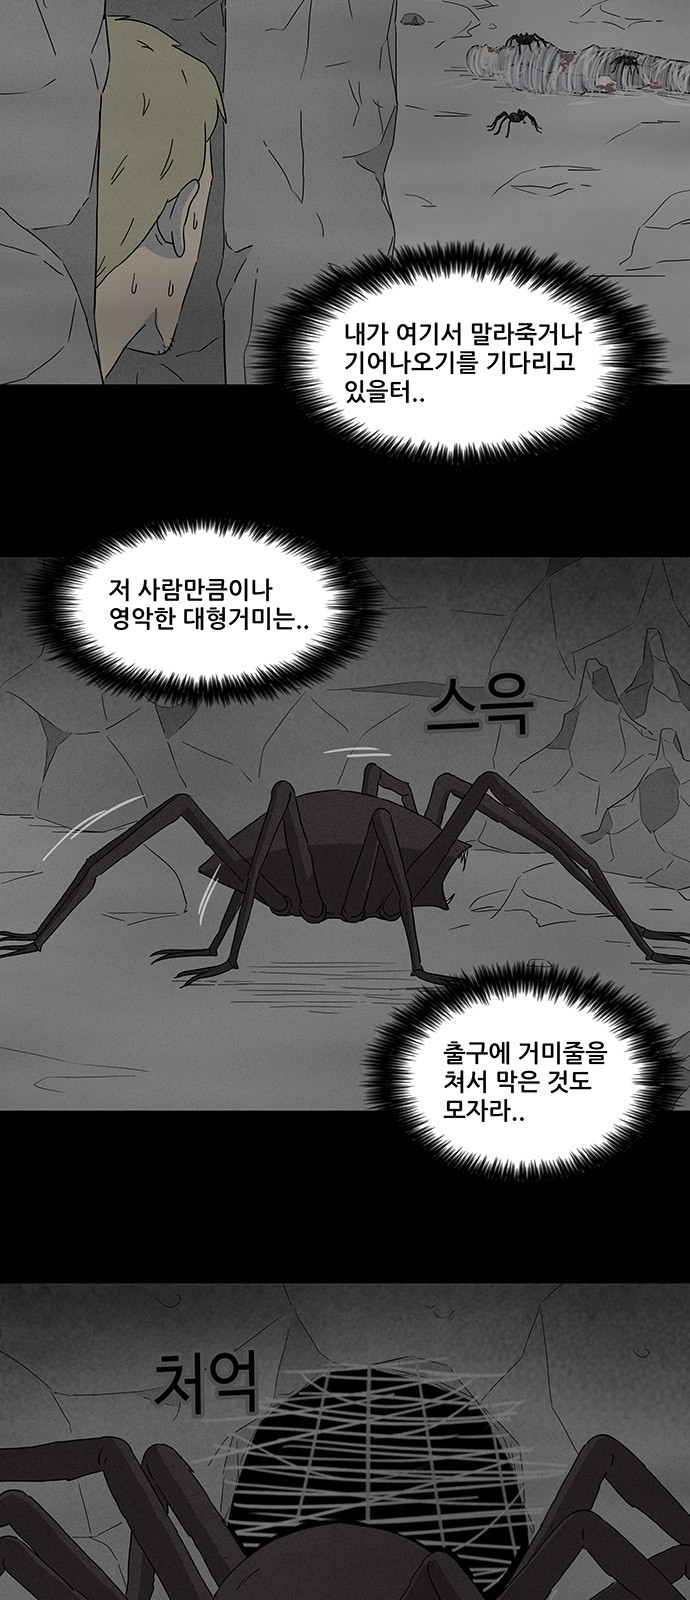 내가 여기서 말라죽거나
기어나오기를 기다리고
있을터..
저 사람만큼이나
영악한 대형거미는..
스윽
출구에 거미줄을
쳐서 막은 것도
모자라..
처억